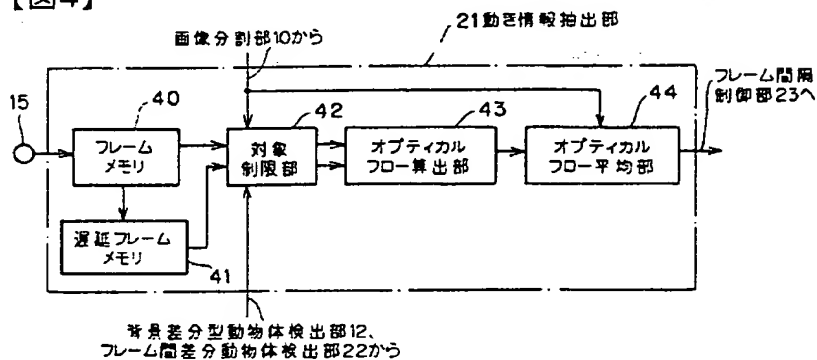 【図4】
21動き情報抽出部
画像分割部10から
フレーム間隔
制御部23へ
15
40
42
43
44
フレーム
メモリ
対象
制限部
オプティカル
フロー算出部
オプティカル
フロー平均部
遅延フレーム
メモリ
41
背景差分型動物体検出部12、
フレーム間差分動物体検出部22から